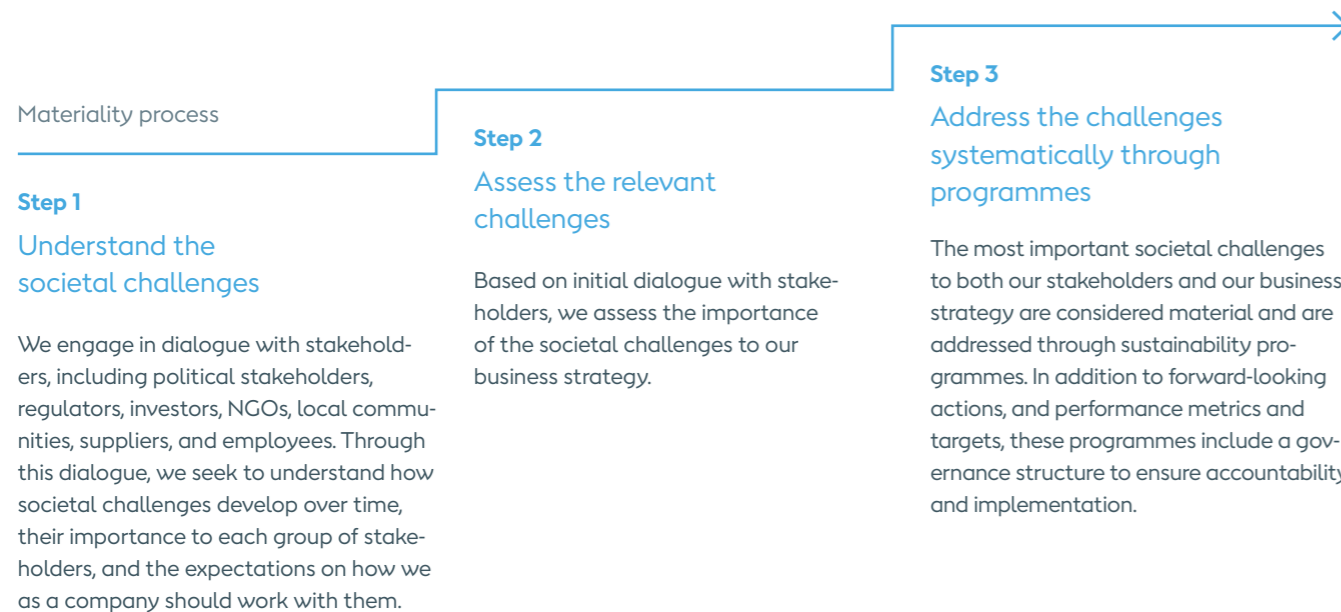 Materiality process
Step 1
Understand the
societal challenges
We engage in dialogue with stakehold-
ers, including political stakeholders,
regulators, investors, NGOs, local commu-
nities, suppliers, and employees. Through
this dialogue, we seek to understand how
societal challenges develop over time,
their importance to each group of stake-
holders, and the expectations on how we
as a company should work with them.
Step 2
Assess the relevant
challenges
Based on initial dialogue with stake-
holders, we assess the importance
of the societal challenges to our
business strategy.
Step 3
Address the challenges
systematically through
programmes
The most important societal challenges
to both our stakeholders and our business
strategy are considered material and are
addressed through sustainability pro-
grammes. In addition to forward-looking
actions, and performance metrics and
targets, these programmes include a gov-
ernance structure to ensure accountability
and implementation.